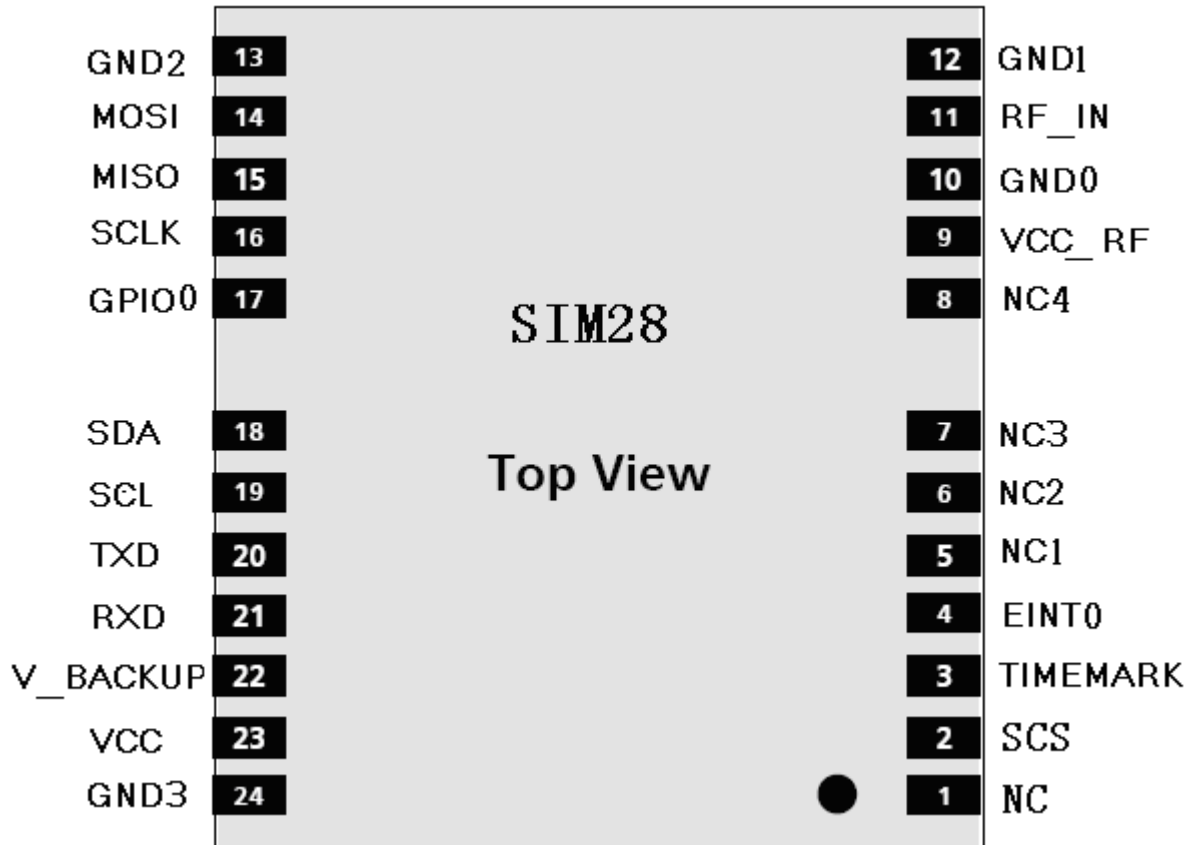 GND2 13 12 GND1
MOSI 14 11 RF_IN
MISO 15 10 GND0
SCLK 16 9 VCC_RF
GPIO0 17 8 NC4
SIM28
SDA 18 7 NC3
Top View
SCL 19 6 NC2
TXD 20 5 NC1
RXD 21 4 EINT0
V_BACKUP 22 3 TIMEMARK
VCC 23 2 SCS
GND3 24 1 NC